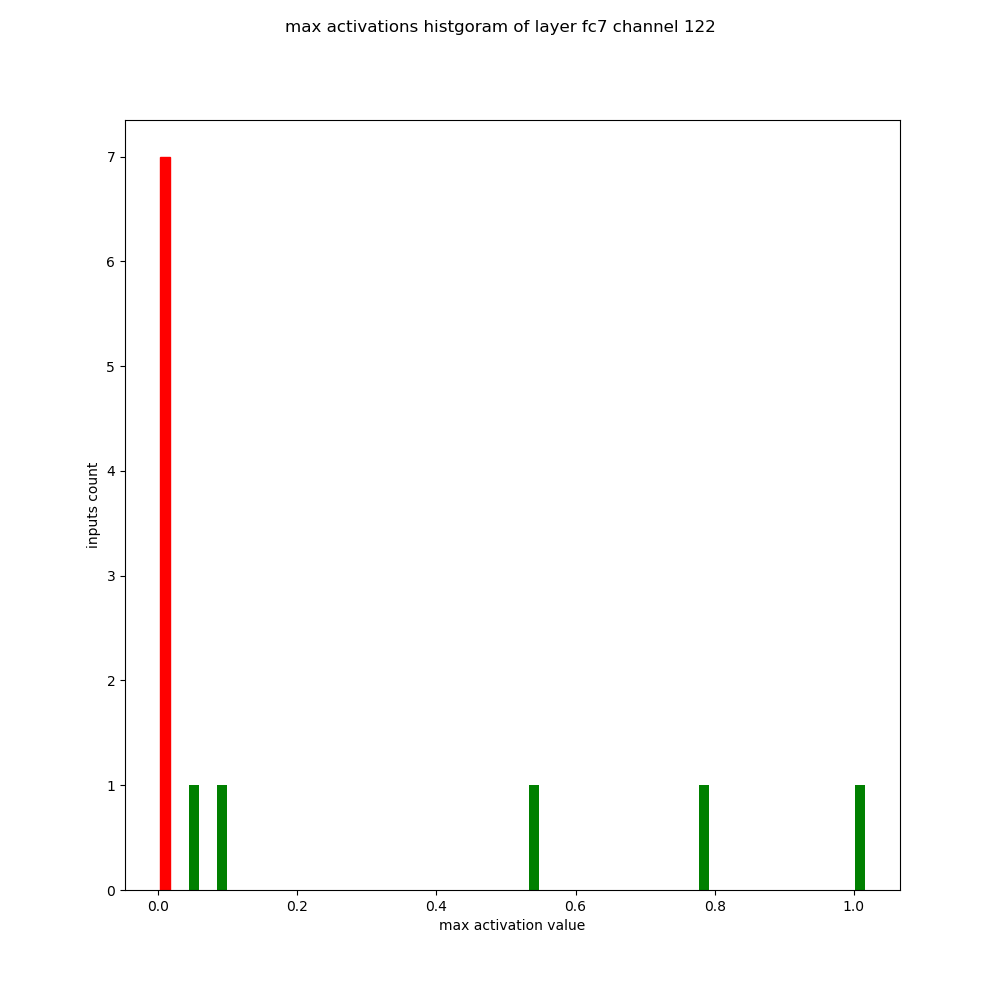 max activations histgoram of layer fc7 channel 122
7
6
5
4
3
2
1
0
inputs count
0.0 0.2 0.4 0.6 0.8 1.0
max activation value